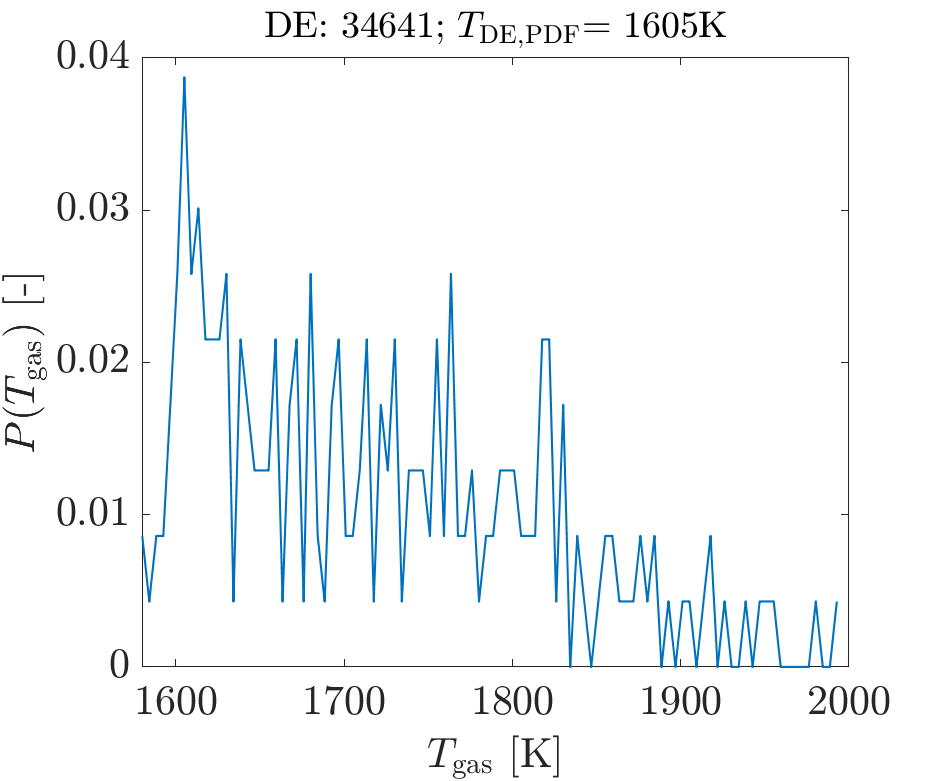 DE: 34641; T_DE,PDF= 1605K
0.04
0.03
0.02
0.01
0
P(T_gas) [-]
1600 1700 1800 1900 2000
T_gas [K]